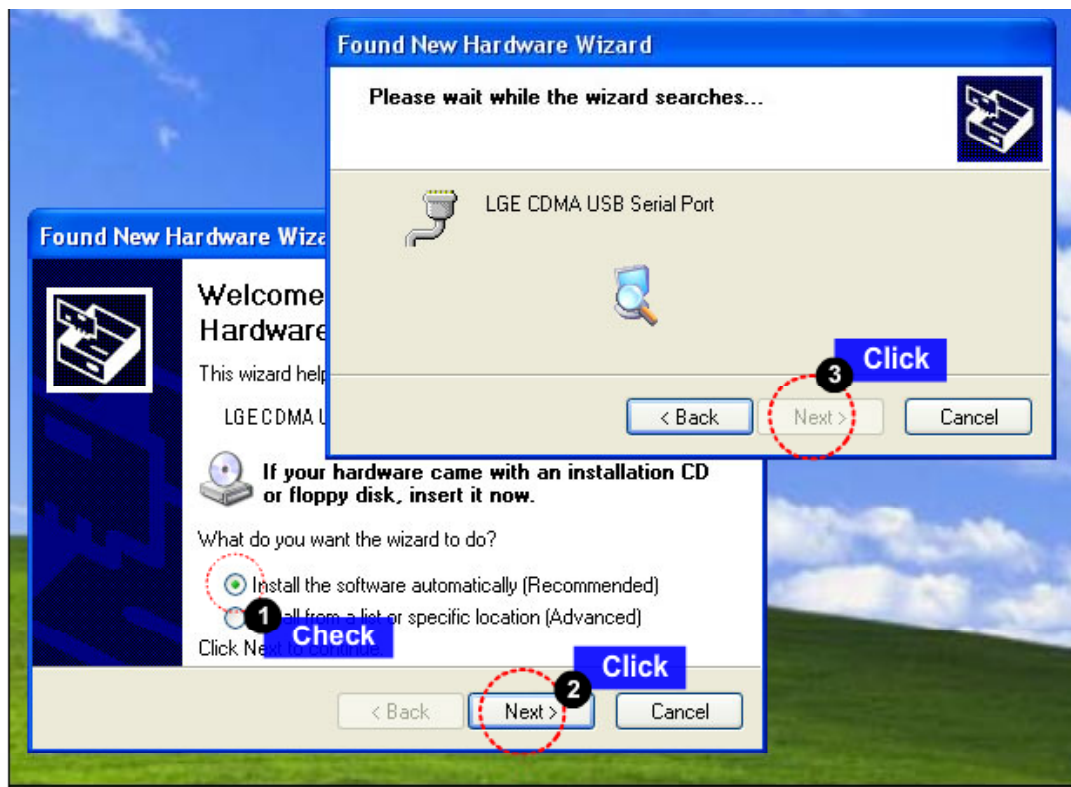 Found New Hardware Wizard
Please wait while the wizard searches...
LGE CDMA USB Serial Port
3 Click
< Back Next > Cancel
Found New Hardware Wiza
Welcome
Hardware
This wizard help
LGE CDMA U
If your hardware came with an installation CD
or floppy disk, insert it now.
What do you want the wizard to do?
Install the software automatically (Recommended)
1 all from a list or specific location (Advanced)
Check
Click Next to continue.
Click
2
< Back Next > Cancel